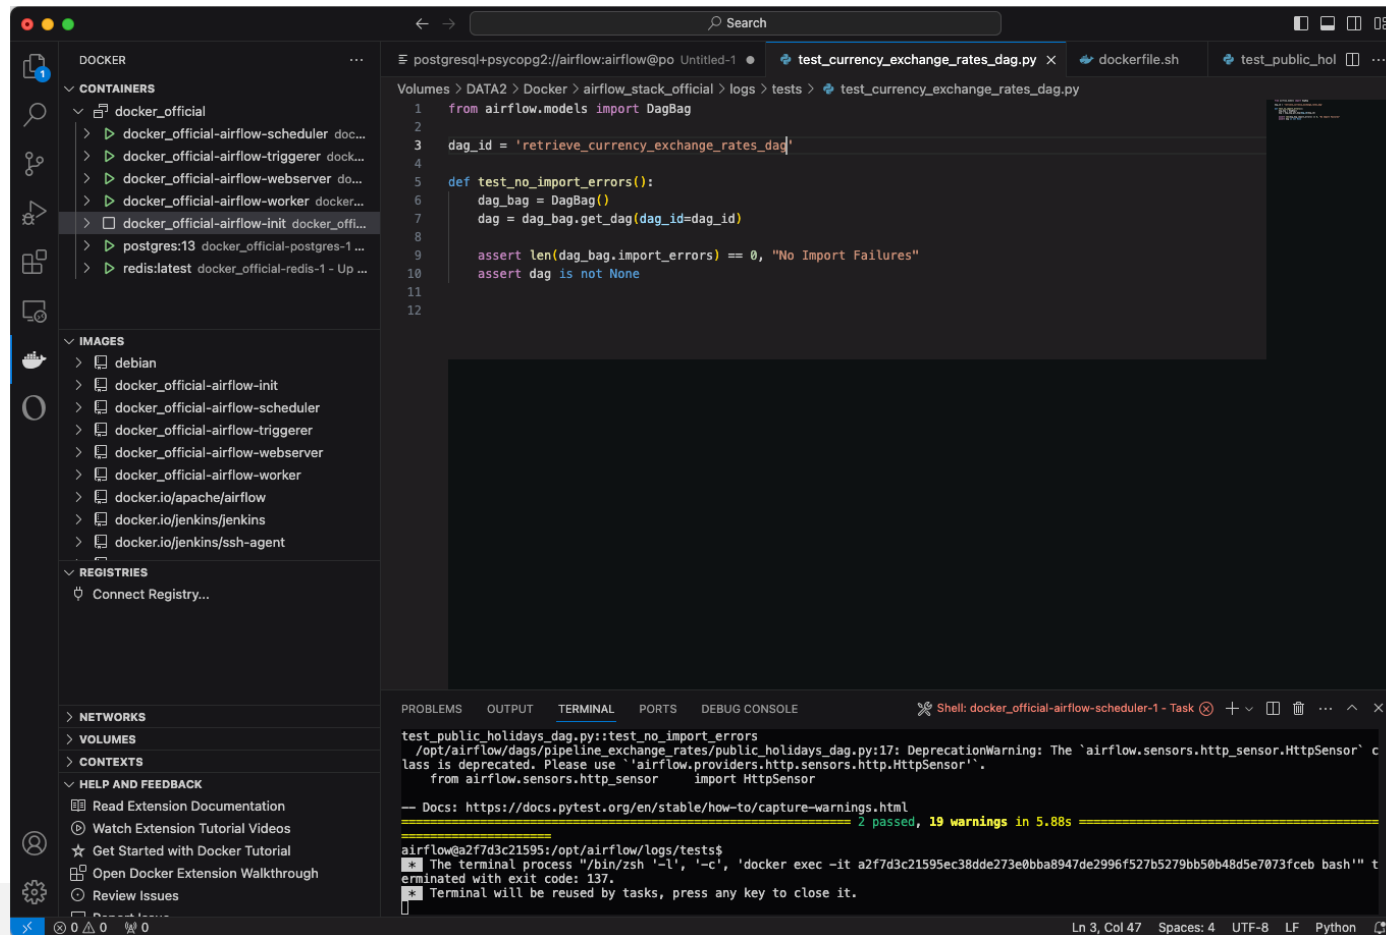 Search
DOCKER
CONTAINERS
docker_official
docker_official-airflow-scheduler doc...
docker_official-airflow-triggerer dock...
docker_official-airflow-webserver do...
docker_official-airflow-worker docker...
docker_official-airflow-init docker_offi...
postgres:13 docker_official-postgres-1 ...
redis:latest docker_official-redis-1 - Up ...
IMAGES
debian
docker_official-airflow-init
docker_official-airflow-scheduler
docker_official-airflow-triggerer
docker_official-airflow-webserver
docker_official-airflow-worker
docker.io/apache/airflow
docker.io/jenkins/jenkins
docker.io/jenkins/ssh-agent
REGISTRIES
Connect Registry...
NETWORKS
VOLUMES
CONTEXTS
HELP AND FEEDBACK
Read Extension Documentation
Watch Extension Tutorial Videos
Get Started with Docker Tutorial
Open Docker Extension Walkthrough
Review Issues
postgresql+psycopg2://airflow:airflow@po Untitled-1 test_currency_exchange_rates_dag.py dockerfile.sh test_public_hol
Volumes > DATA2 > Docker > airflow_stack_official > logs > tests > test_currency_exchange_rates_dag.py
1 from airflow.models import DagBag
2
3 dag_id = 'retrieve_currency_exchange_rates_dag'
4
5 def test_no_import_errors():
6 dag_bag = DagBag()
7 dag = dag_bag.get_dag(dag_id=dag_id)
8
9 assert len(dag_bag.import_errors) == 0, "No Import Failures"
10 assert dag is not None
11
12
PROBLEMS OUTPUT TERMINAL PORTS DEBUG CONSOLE Shell: docker_official-airflow-scheduler-1 - Task
test_public_holidays_dag.py::test_no_import_errors
/opt/airflow/dags/pipeline_exchange_rates/public_holidays_dag.py:17: DeprecationWarning: The `airflow.sensors.http_sensor.HttpSensor` c
lass is deprecated. Please use `'airflow.providers.http.sensors.http.HttpSensor'`.
from airflow.sensors.http_sensor import HttpSensor
-- Docs: https://docs.pytest.org/en/stable/how-to/capture-warnings.html
2 passed, 19 warnings in 5.88s
airflow@a2f7d3c21595:/opt/airflow/logs/tests$
* The terminal process "/bin/zsh '-l', '-c', 'docker exec -it a2f7d3c21595ec38dde273e0bba8947de2996f527b5279bb50b48d5e7073fceb bash'" t
erminated with exit code: 137.
* Terminal will be reused by tasks, press any key to close it.
0 0 0 Ln 3, Col 47 Spaces: 4 UTF-8 LF Python